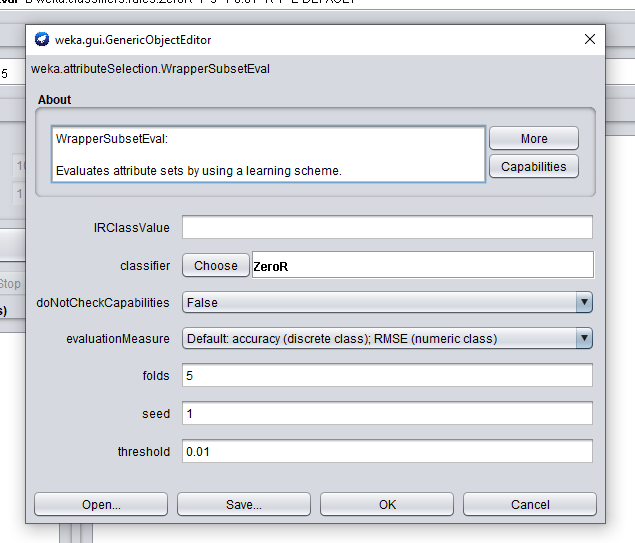 weka.gui.GenericObjectEditor
5
weka.attributeSelection.WrapperSubsetEval
About
WrapperSubsetEval:
More
Evaluates attribute sets by using a learning scheme.
Capabilities
IRClassValue
classifier Choose ZeroR
doNotCheckCapabilities False
evaluationMeasure Default: accuracy (discrete class); RMSE (numeric class)
folds 5
seed 1
threshold 0.01
Open... Save... OK Cancel